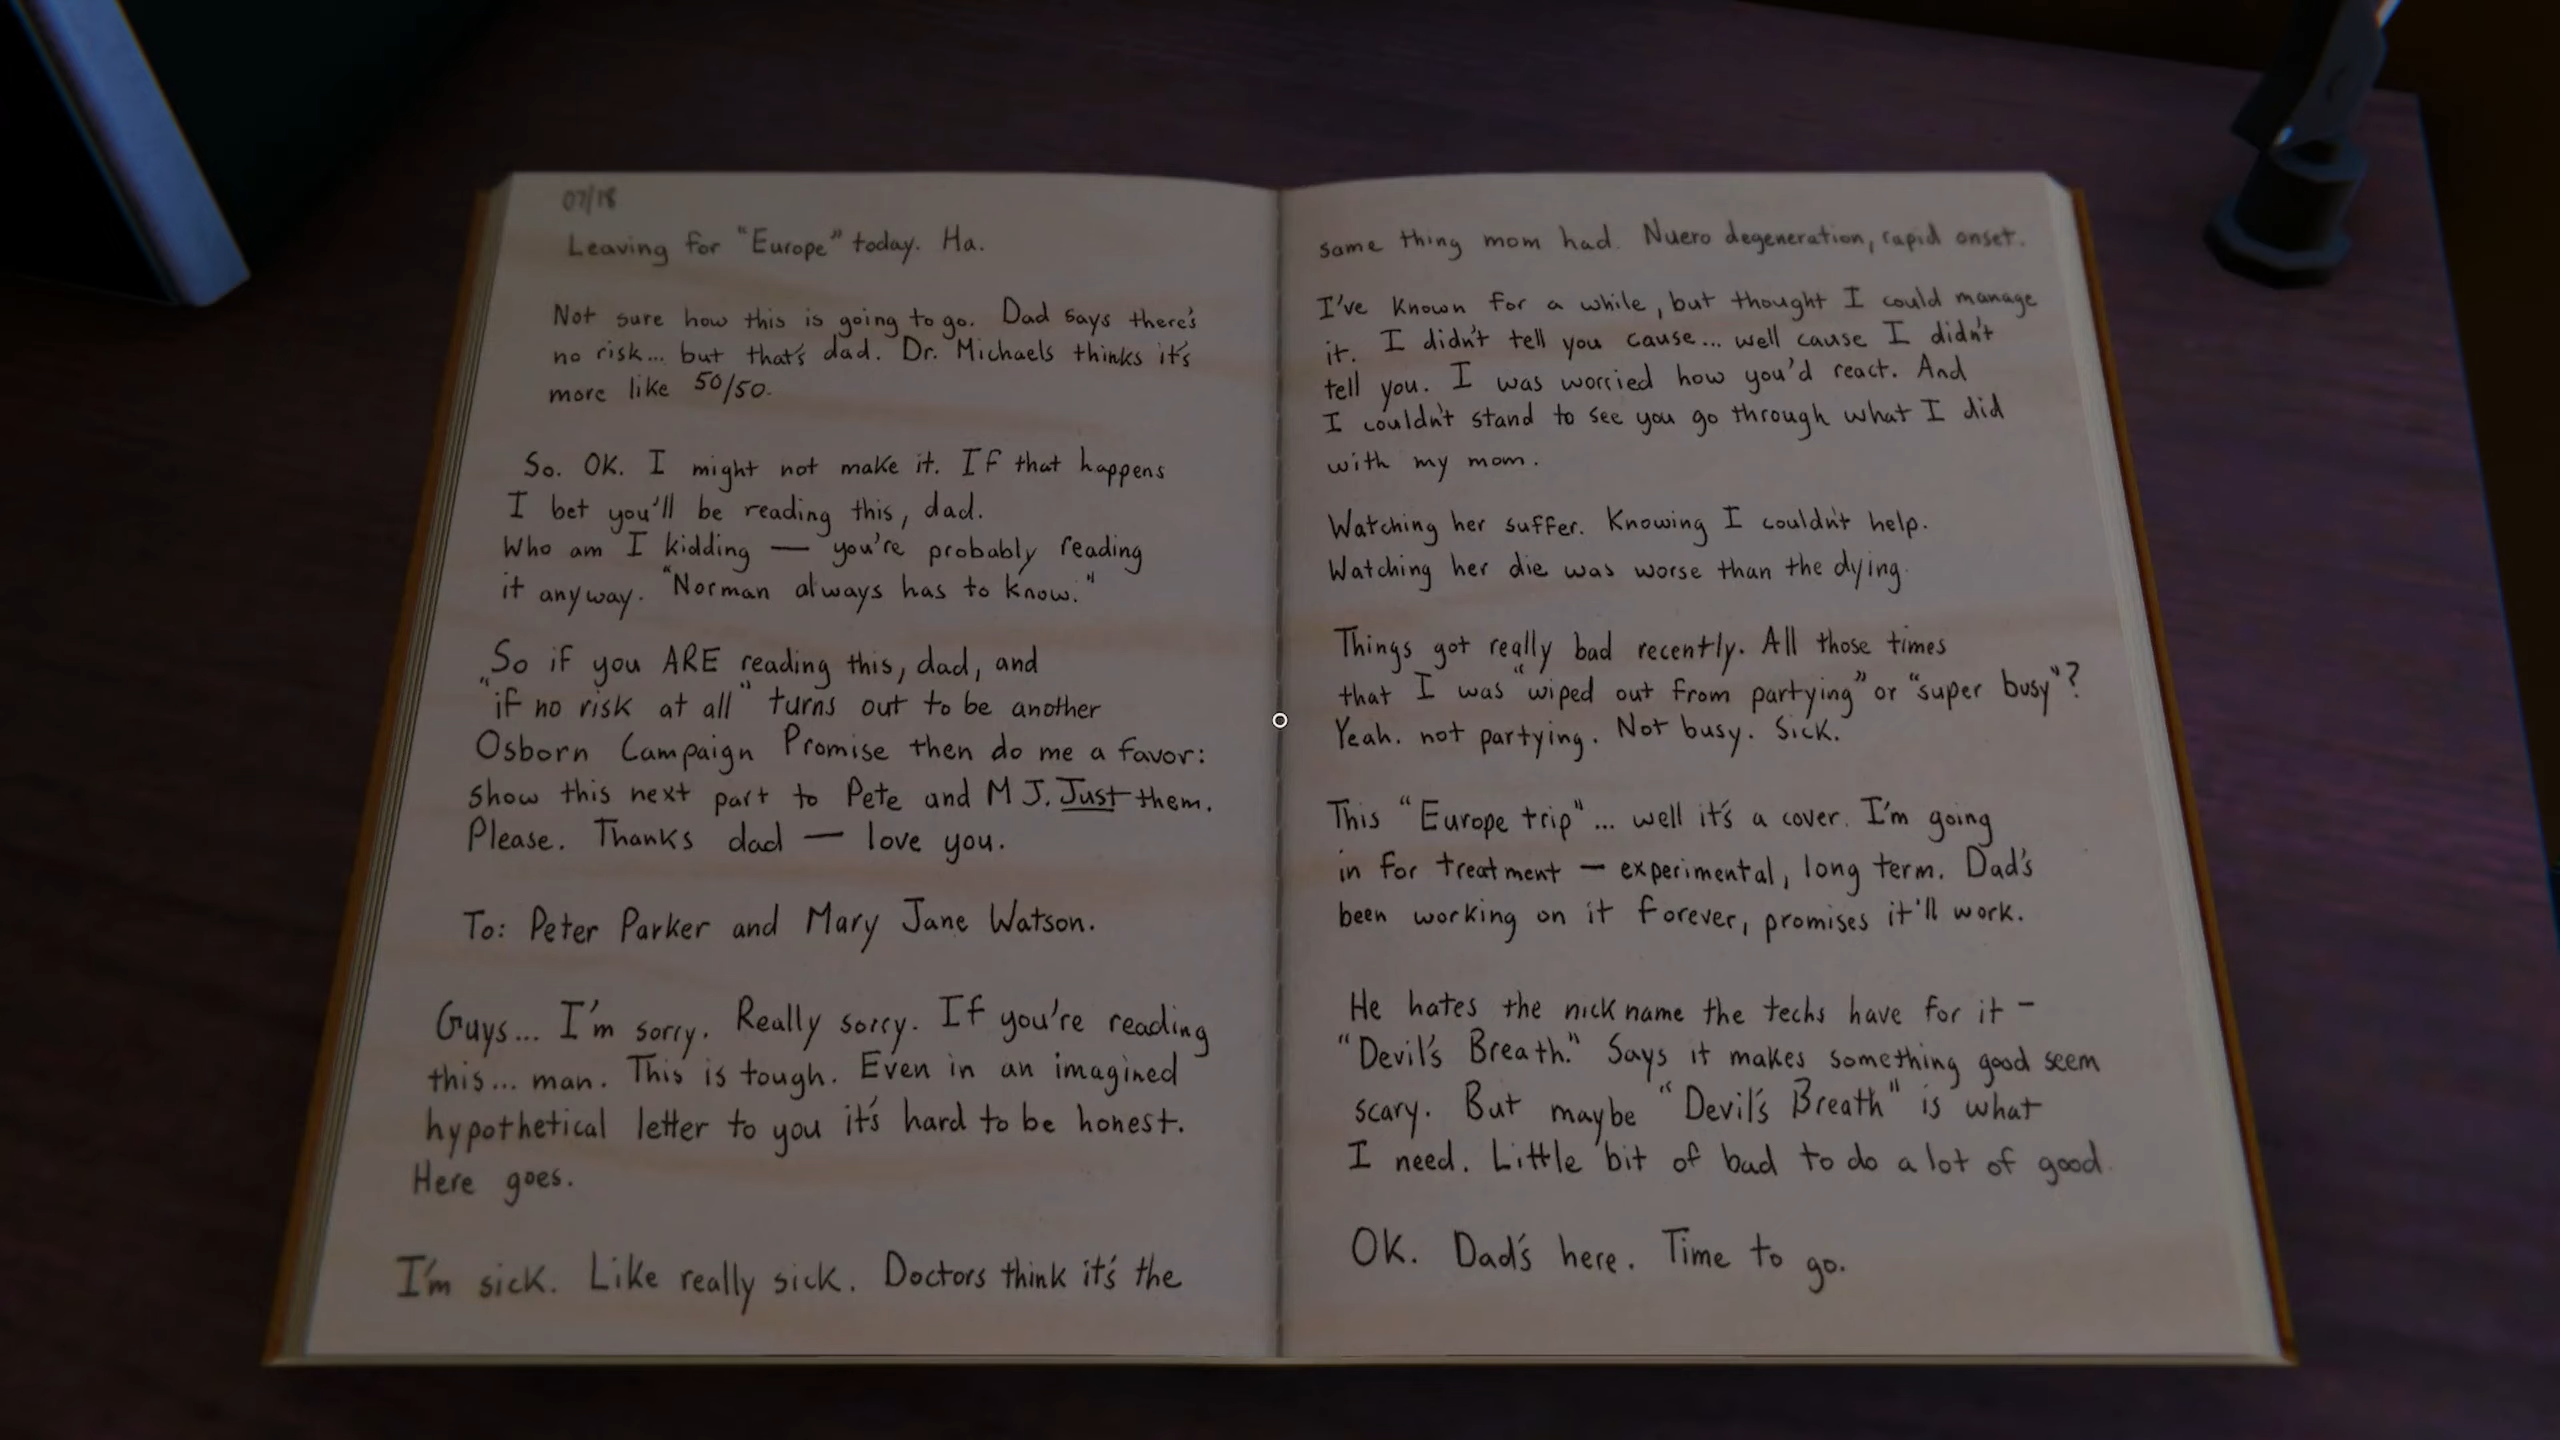 07/18
Leaving for "Europe" today. Ha.
Not sure how this is going to go. Dad says there's
no risk... but that's dad. Dr. Michaels thinks it's
more like 50/50.
So. OK. I might not make it. If that happens
I bet you'll be reading this, dad.
Who am I kidding — you're probably reading
it anyway. "Norman always has to know."
So if you ARE reading this, dad, and
"if no risk at all" turns out to be another
Osborn Campaign Promise then do me a favor:
show this next part to Pete and MJ. Just them.
Please. Thanks dad — love you.
To: Peter Parker and Mary Jane Watson.
Guys... I'm sorry. Really sorry. If you're reading
this... man. This is tough. Even in an imagined
hypothetical letter to you it's hard to be honest.
Here goes.
I'm sick. Like really sick. Doctors think it's the
same thing mom had. Nuero degeneration, rapid onset.
I've known for a while, but thought I could manage
it. I didn't tell you cause... well cause I didn't
tell you. I was worried how you'd react. And
I couldn't stand to see you go through what I did
with my mom.
Watching her suffer. Knowing I couldn't help.
Watching her die was worse than the dying.
Things got really bad recently. All those times
that I was "wiped out from partying" or "super busy"?
Yeah. not partying. Not busy. Sick.
This "Europe trip"... well it's a cover. I'm going
in for treatment — experimental, long term. Dad's
been working on it forever, promises it'll work.
He hates the nickname the techs have for it -
"Devil's Breath." Says it makes something good seem
scary. But maybe "Devil's Breath" is what
I need. Little bit of bad to do a lot of good.
OK. Dad's here. Time to go.